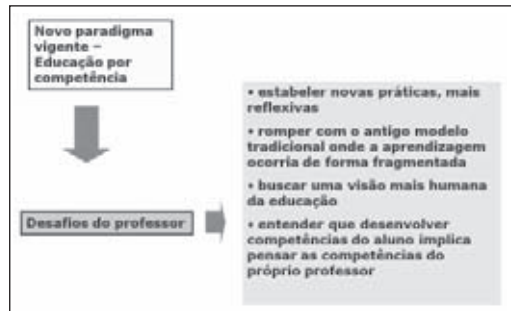 Novo paradigma
vigente –
Educação por
competência
• estabeler novas práticas, mais
reflexivas
• romper com o antigo modelo
tradicional onde a aprendizagem
ocorria de forma fragmentada
• buscar uma visão mais humana
da educação
• entender que desenvolver
competências do aluno implica
pensar as competências do
próprio professor
Desafios do professor